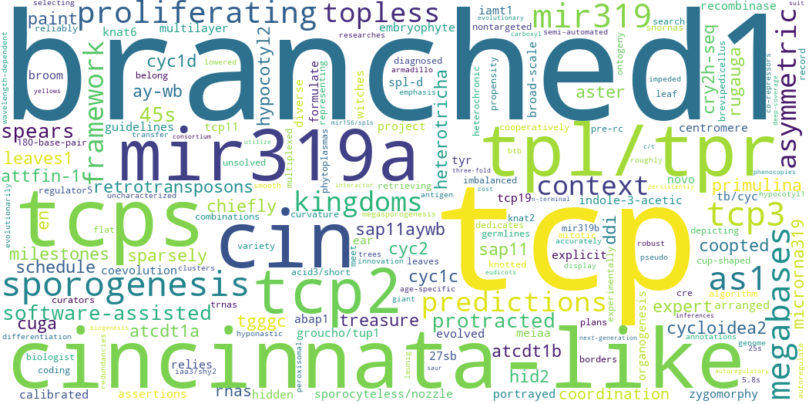 selecting
reliably
paint
proliferating
topless
mir319
recombinase
suit
knat6
multilayer
embryophyte
iamt1
nontargeted
search
evolutionary
carboxyl
semi-automated
snornas
researches
branched1
wavelength-dependent
broom
yellows
ay-wb
framework
cyc1d
belong
hypocotyl2
lowered
armadillo
spl-d
diagnosed
emphasis
formulate
representing
diverse
witches
heterochronic
propensity
broad-scale
aster
ontogeny
impeded
leaf
cry2h-seq
rugauga
brevipedicellus
co-repressors
deep-coverage
asymmetric
record
45s
guidelines
tcp11
mir156/spls
project
transfer
consortium
spears
180-base-pair
leaves1
attfin-1
retrotransposons
uncharacterized
mir319a
unsolved
utilize
smooth
multiplexed
phytoplasmas
retrieving
interactor
heterotricha
cooperatively
pre-rc
c/t
btb
roughly
centromere
tpl/tpr
tyr
three-fold
imbalanced
cost
context
novo
phenocopies
primulina
tcps
evolutionarily
en
regulator5
chiefly
combinations
curvature
megasporogenesis
kingdoms
antigen
n-terminal
germlines
tcp19
indole-3-acetic
persistently
tb/cyc
hypocotyl1
tcp3
flat
milestones
sparsely
cin
sap11aywb
variety
ear
meet
trees
innovation
leaves
cyc2
knat2
dedicates
sap11
knotted
eudicots
tcp
mir319b
mitotic
accurately
explicit
display
ddi
experimentally
robust
pseudo
depicting
cup-shaped
coopted
megabases
microrna319
schedule
coevolution
clusters
sporogenesis
curators
trnas
acid3/short
age-specific
giant
tcp2
cyc1c
predictions
organogenesis
cre
algorithm
expert
arranged
inferences
as1
software-assisted
tgggc
abap1
treasure
protracted
plans
cycloidea2
annotations
genome
cuga
atcdt1a
groucho/tup1
evolved
meiaa
atcdt1b
borders
next-generation
25s
differentiation
biogenesis
redundancies
hyponastic
peroxisomal
leunig
27sb
saur
autoregulatory
5.8s
autoregulate
cincinnata-like
biologist
coding
relies
iaa3/shy2
hid2
calibrated
assertions
rnas
hidden
sporocyteless/nozzle
portrayed
coordination
zygomorphy